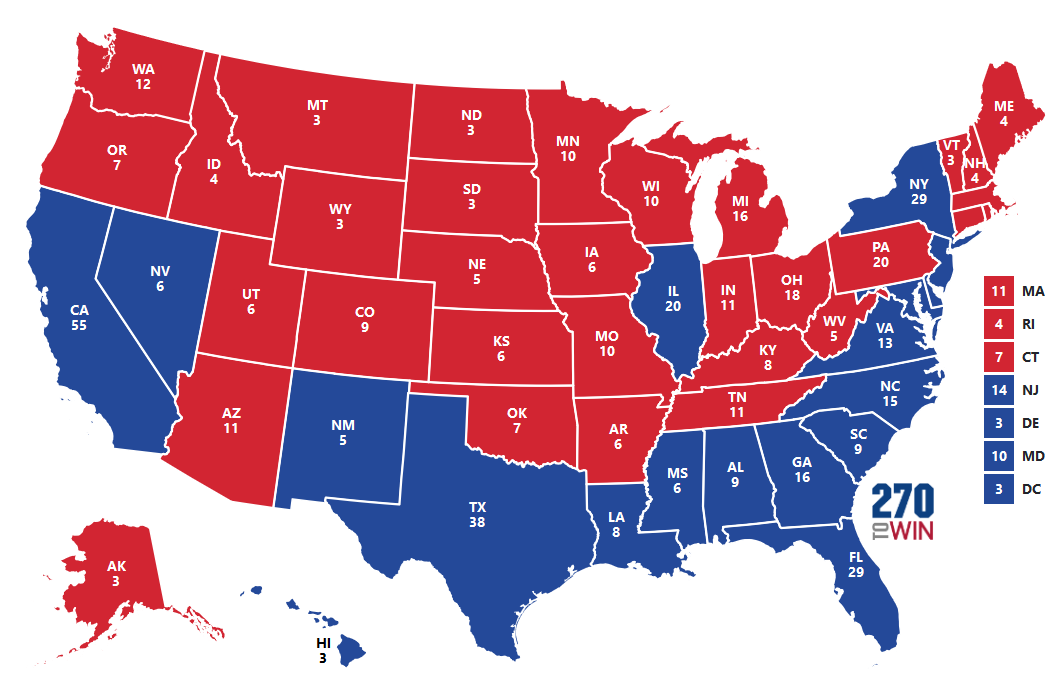 WA
12
OR
7
CA
55
NV
6
ID
4
MT
3
WY
3
UT
6
AZ
11
CO
9
NM
5
ND
3
SD
3
NE
5
KS
6
OK
7
TX
38
MN
10
IA
6
MO
10
AR
6
LA
8
WI
10
IL
20
MI
16
IN
11
OH
18
KY
8
TN
11
MS
6
AL
9
GA
16
FL
29
SC
9
NC
15
VA
13
WV
5
PA
20
NY
29
VT
3
NH
4
ME
4
AK
3
HI
3
11 MA
4 RI
7 CT
14 NJ
3 DE
10 MD
3 DC
270
TO WIN